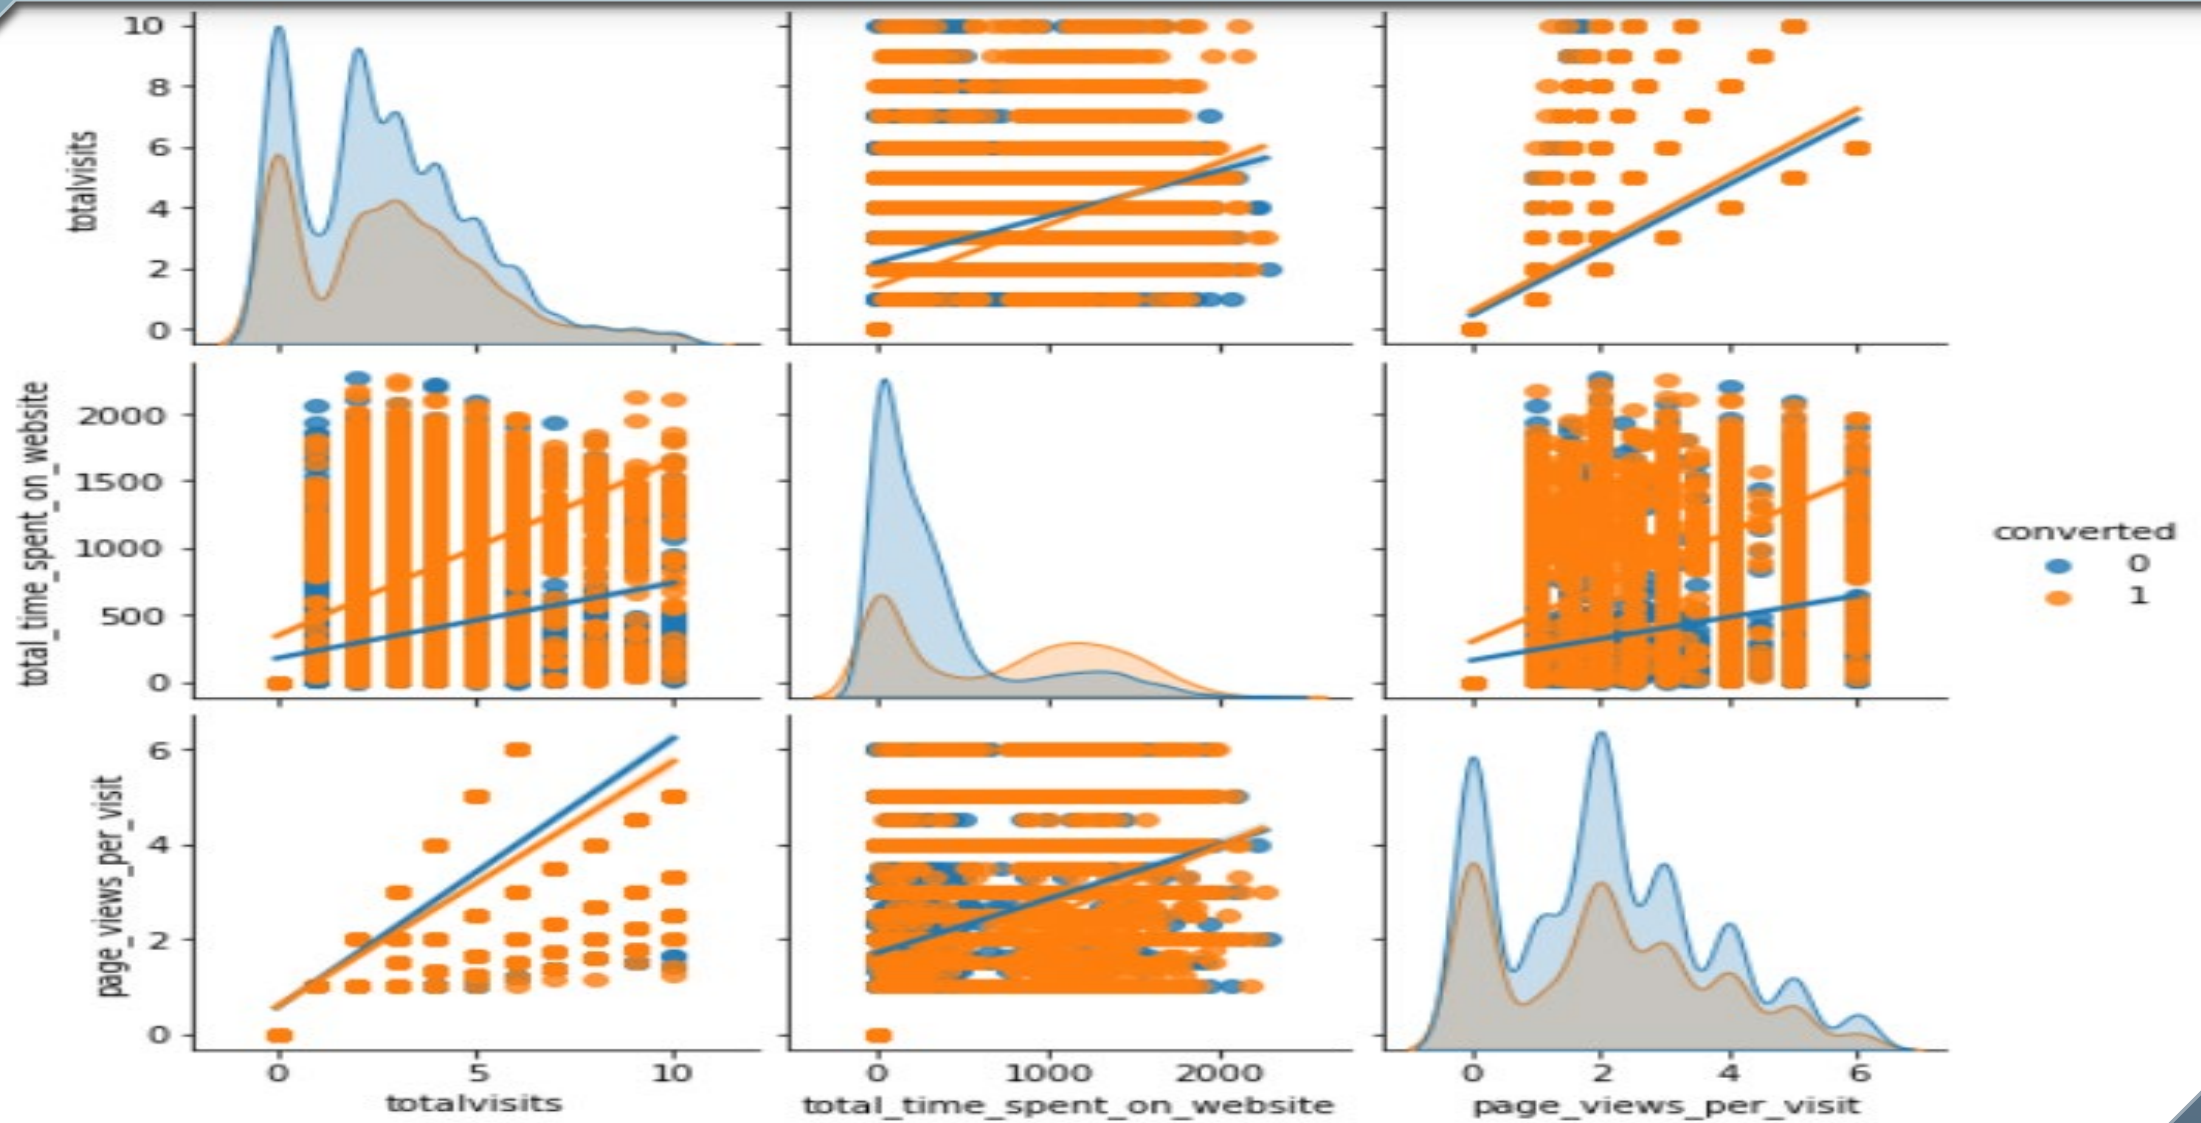 10
8
6
4
2
0
totalvisits
2000
1500
1000
500
0
total_time_spent_on_website
converted
0
1
6
4
2
0
page_views_per_visit
0 5 10
totalvisits
0 1000 2000
total_time_spent_on_website
0 2 4 6
page_views_per_visit